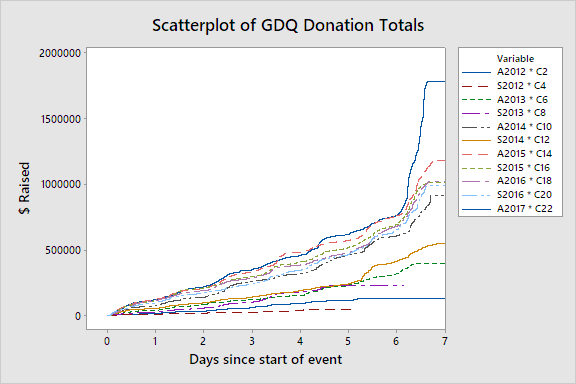 Scatterplot of GDQ Donation Totals
2000000
1500000
1000000
500000
0
$ Raised
0 1 2 3 4 5 6 7
Days since start of event
Variable
A2012 * C2
S2012 * C4
A2013 * C6
S2013 * C8
A2014 * C10
S2014 * C12
A2015 * C14
S2015 * C16
A2016 * C18
S2016 * C20
A2017 * C22